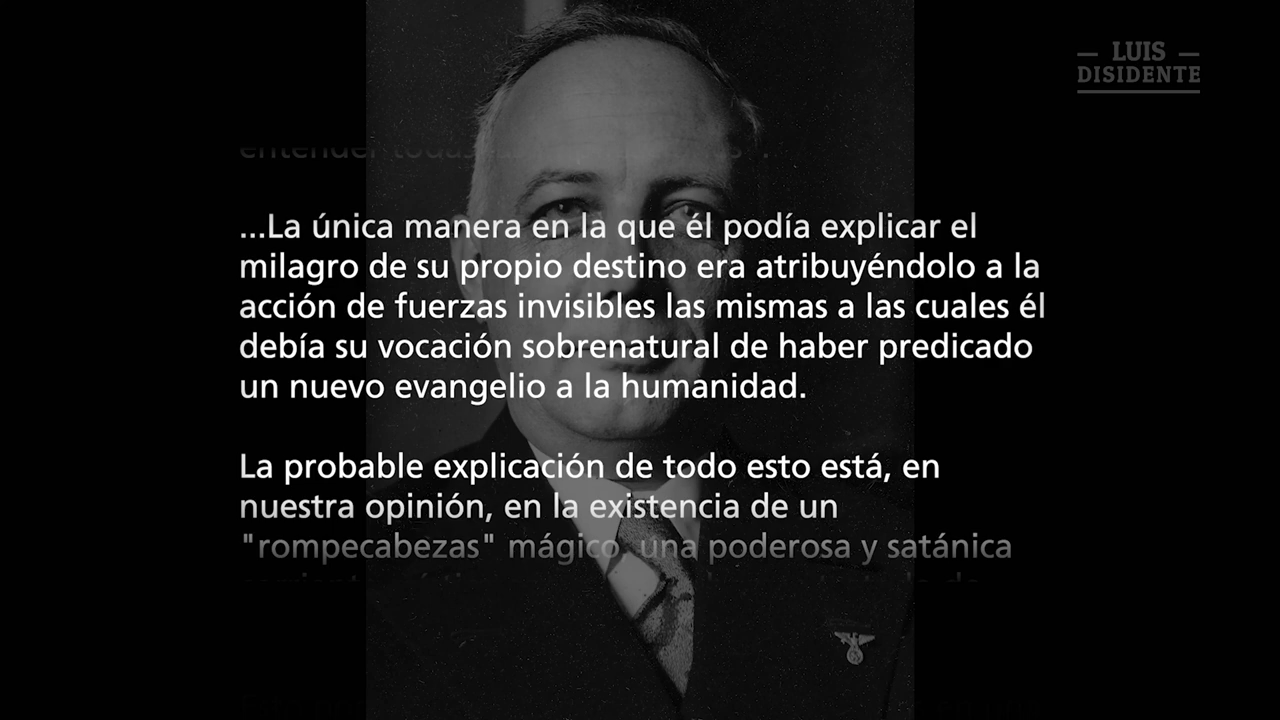 LUIS
DISIDENTE
entender
...La única manera en la que él podía explicar el
milagro de su propio destino era atribuyéndolo a la
acción de fuerzas invisibles las mismas a las cuales él
debía su vocación sobrenatural de haber predicado
un nuevo evangelio a la humanidad.
La probable explicación de todo esto está, en
nuestra opinión, en la existencia de un
"rompecabezas" mágico, una poderosa y satánica